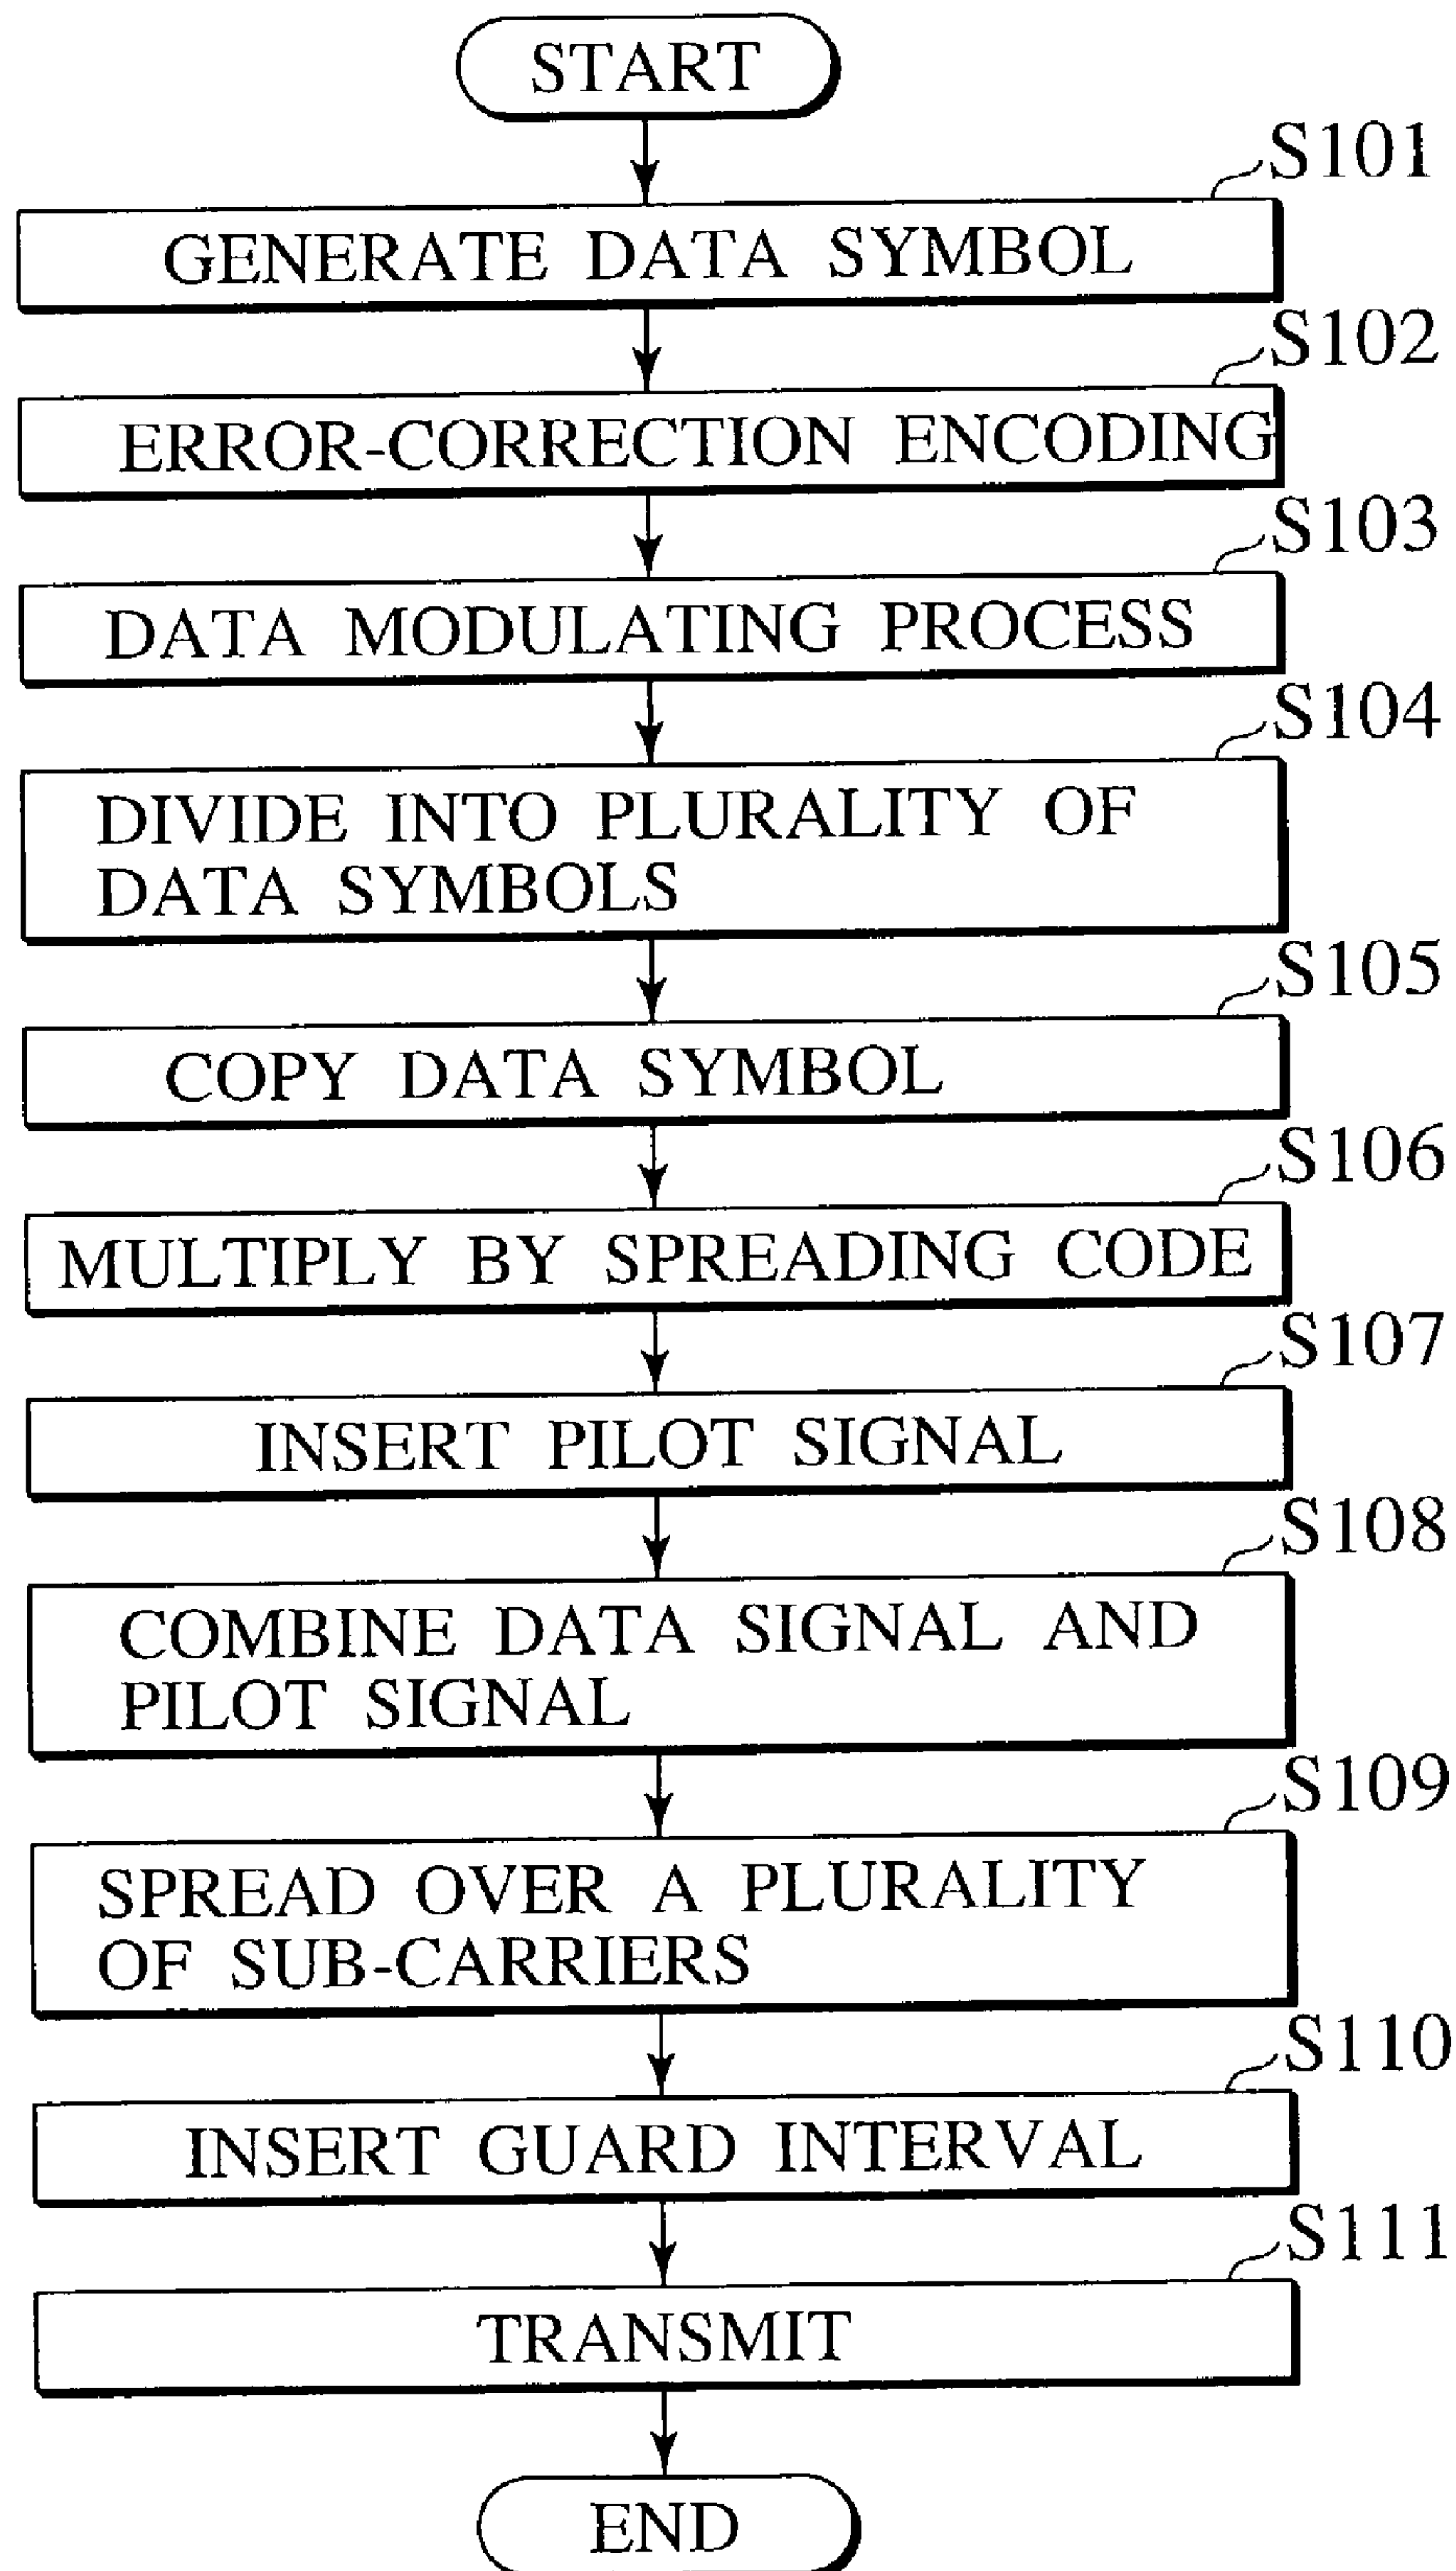 START
S101
GENERATE DATA SYMBOL
S102
ERROR-CORRECTION ENCODING
S103
DATA MODULATING PROCESS
S104
DIVIDE INTO PLURALITY OF
DATA SYMBOLS
S105
COPY DATA SYMBOL
S106
MULTIPLY BY SPREADING CODE
S107
INSERT PILOT SIGNAL
S108
COMBINE DATA SIGNAL AND
PILOT SIGNAL
S109
SPREAD OVER A PLURALITY
OF SUB-CARRIERS
S110
INSERT GUARD INTERVAL
S111
TRANSMIT
END